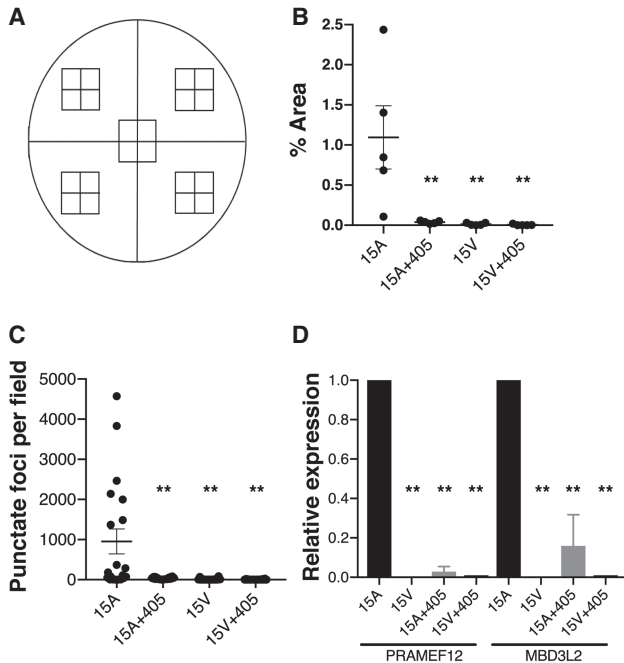 A
B
% Area
2.5
2.0
1.5
1.0
0.5
0.0
** ** **
15A 15A+405 15V 15V+405
C
Punctate foci per field
5000
4000
3000
2000
1000
0
** ** **
15A 15A+405 15V 15V+405
D
Relative expression
1.0
0.8
0.6
0.4
0.2
0.0
** ** ** ** ** **
15A 15V 15A+405 15V+405 15A 15V 15A+405 15V+405
PRAMEF12 MBD3L2